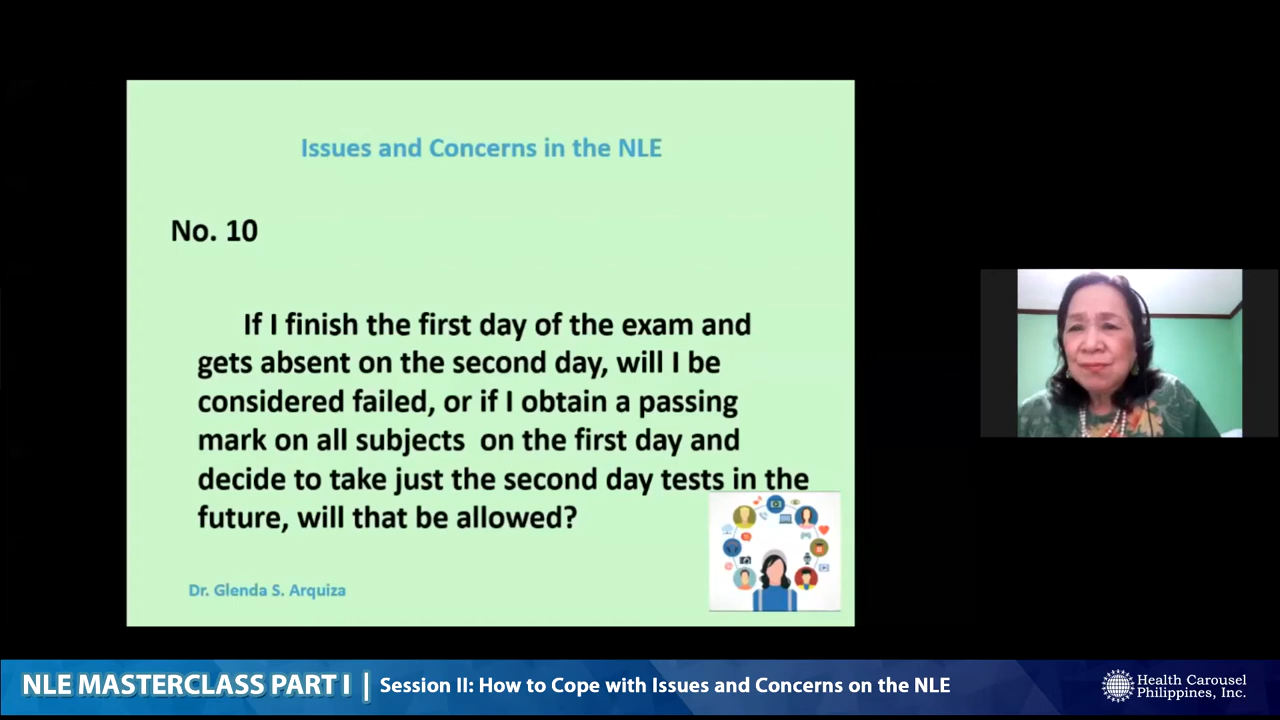 Issues and Concerns in the NLE
No. 10
If I finish the first day of the exam and
gets absent on the second day, will I be
considered failed, or if I obtain a passing
mark on all subjects on the first day and
decide to take just the second day tests in the
future, will that be allowed?
Dr. Glenda S. Arquiza
NLE MASTERCLASS PART I | Session II: How to Cope with Issues and Concerns on the NLE
Health Carousel
Philippines, Inc.